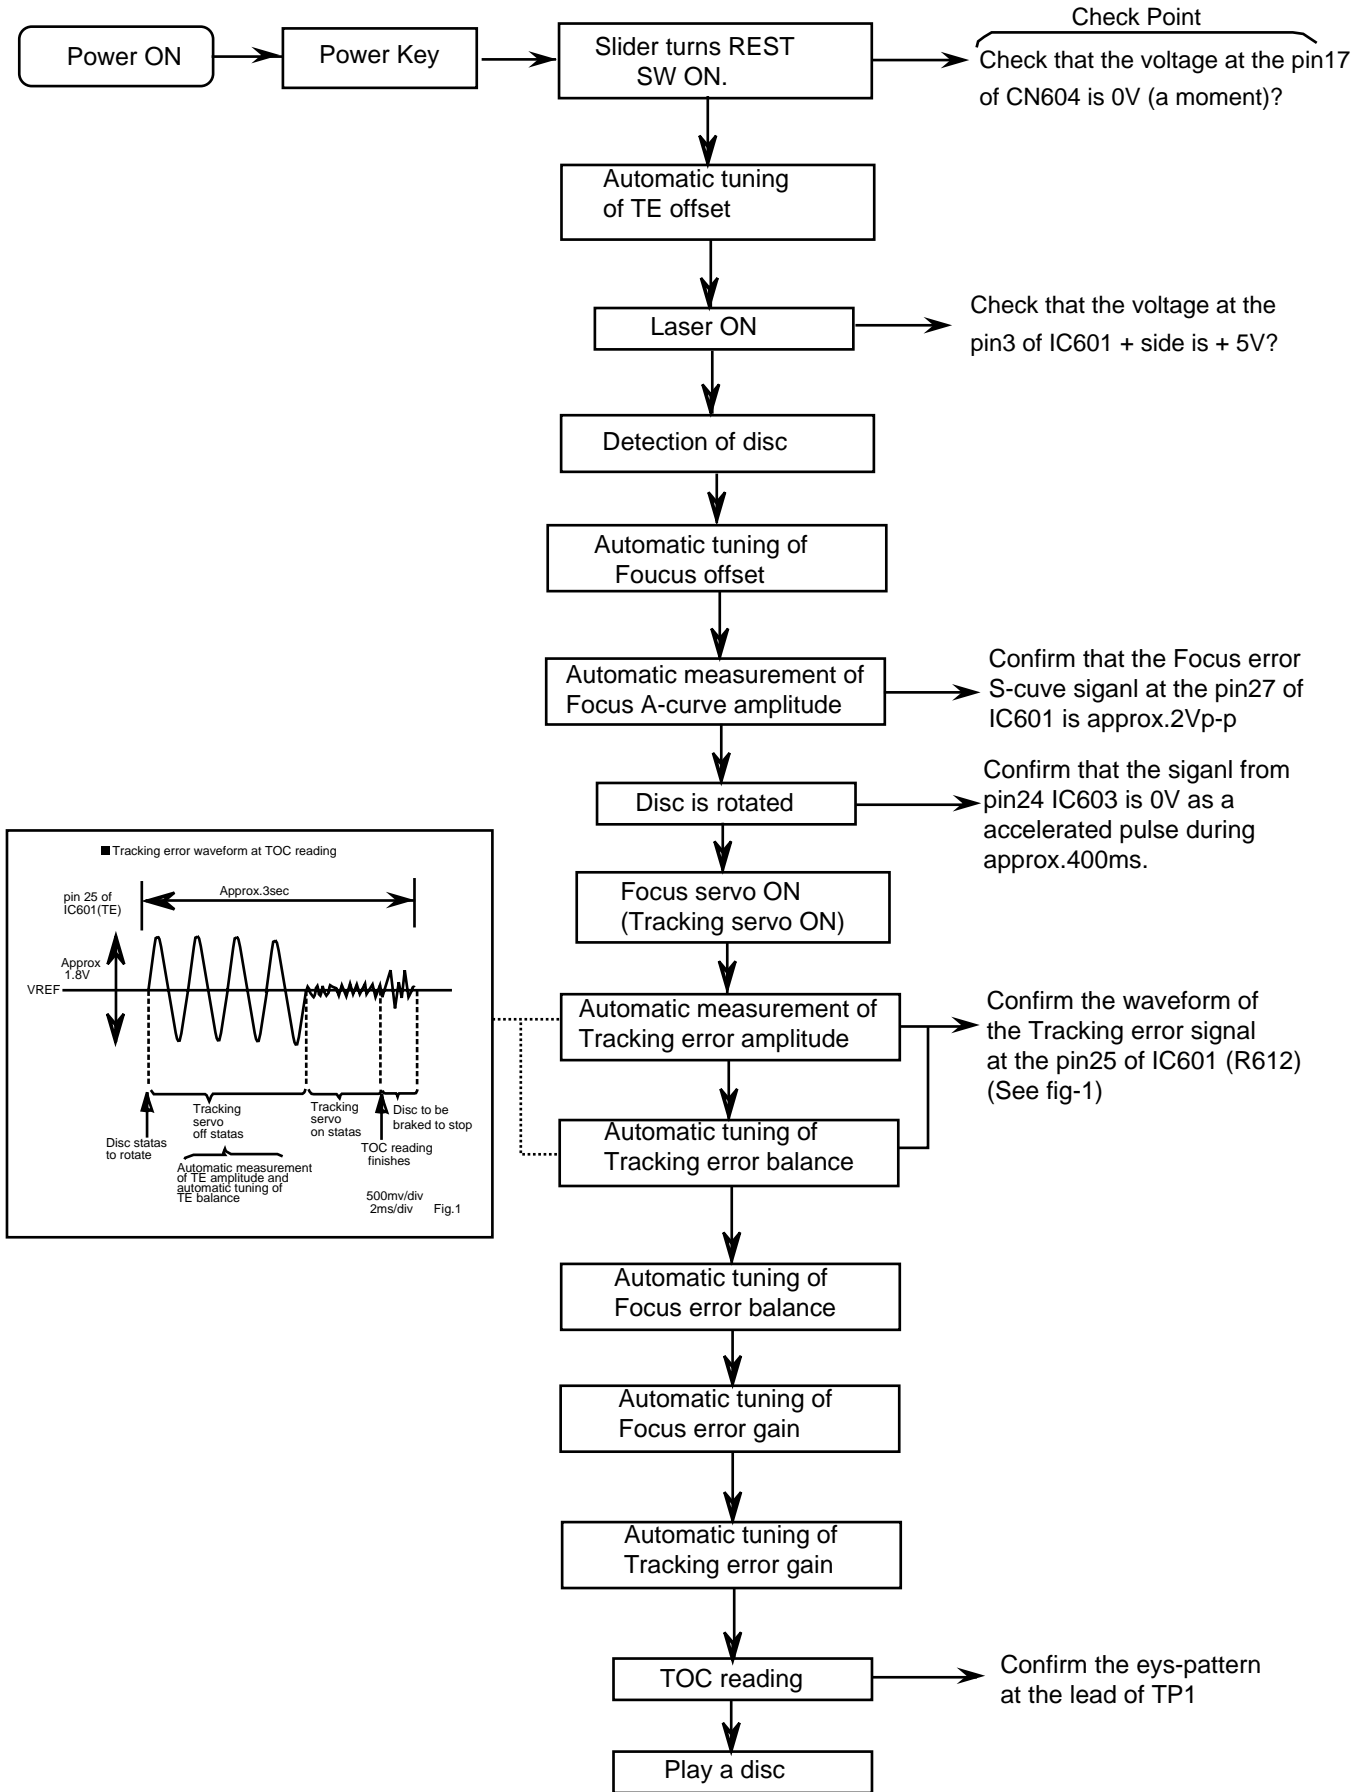 Check Point
Power ON
Power Key
Slider turns REST
SW ON.
Check that the voltage at the pin17
of CN604 is 0V (a moment)?
Automatic tuning
of TE offset
Laser ON
Check that the voltage at the
pin3 of IC601 + side is + 5V?
Detection of disc
Automatic tuning of
Foucus offset
Automatic measurement of
Focus A-curve amplitude
Confirm that the Focus error
S-cuve siganl at the pin27 of
IC601 is approx.2Vp-p
Disc is rotated
Confirm that the siganl from
pin24 IC603 is 0V as a
accelerated pulse during
approx.400ms.
Focus servo ON
(Tracking servo ON)
■ Tracking error waveform at TOC reading
pin 25 of
IC601(TE)
Approx.3sec
Approx
1.8V
VREF
Tracking
servo
off statas
Tracking
servo
on statas
Disc to be
braked to stop
Disc statas
to rotate
TOC reading
finishes
Automatic measurement
of TE amplitude and
automatic tuning of
TE balance
500mv/div
2ms/div
Fig.1
Automatic measurement of
Tracking error amplitude
Confirm the waveform of
the Tracking error signal
at the pin25 of IC601 (R612)
(See fig-1)
Automatic tuning of
Tracking error balance
Automatic tuning of
Focus error balance
Automatic tuning of
Focus error gain
Automatic tuning of
Tracking error gain
TOC reading
Confirm the eys-pattern
at the lead of TP1
Play a disc